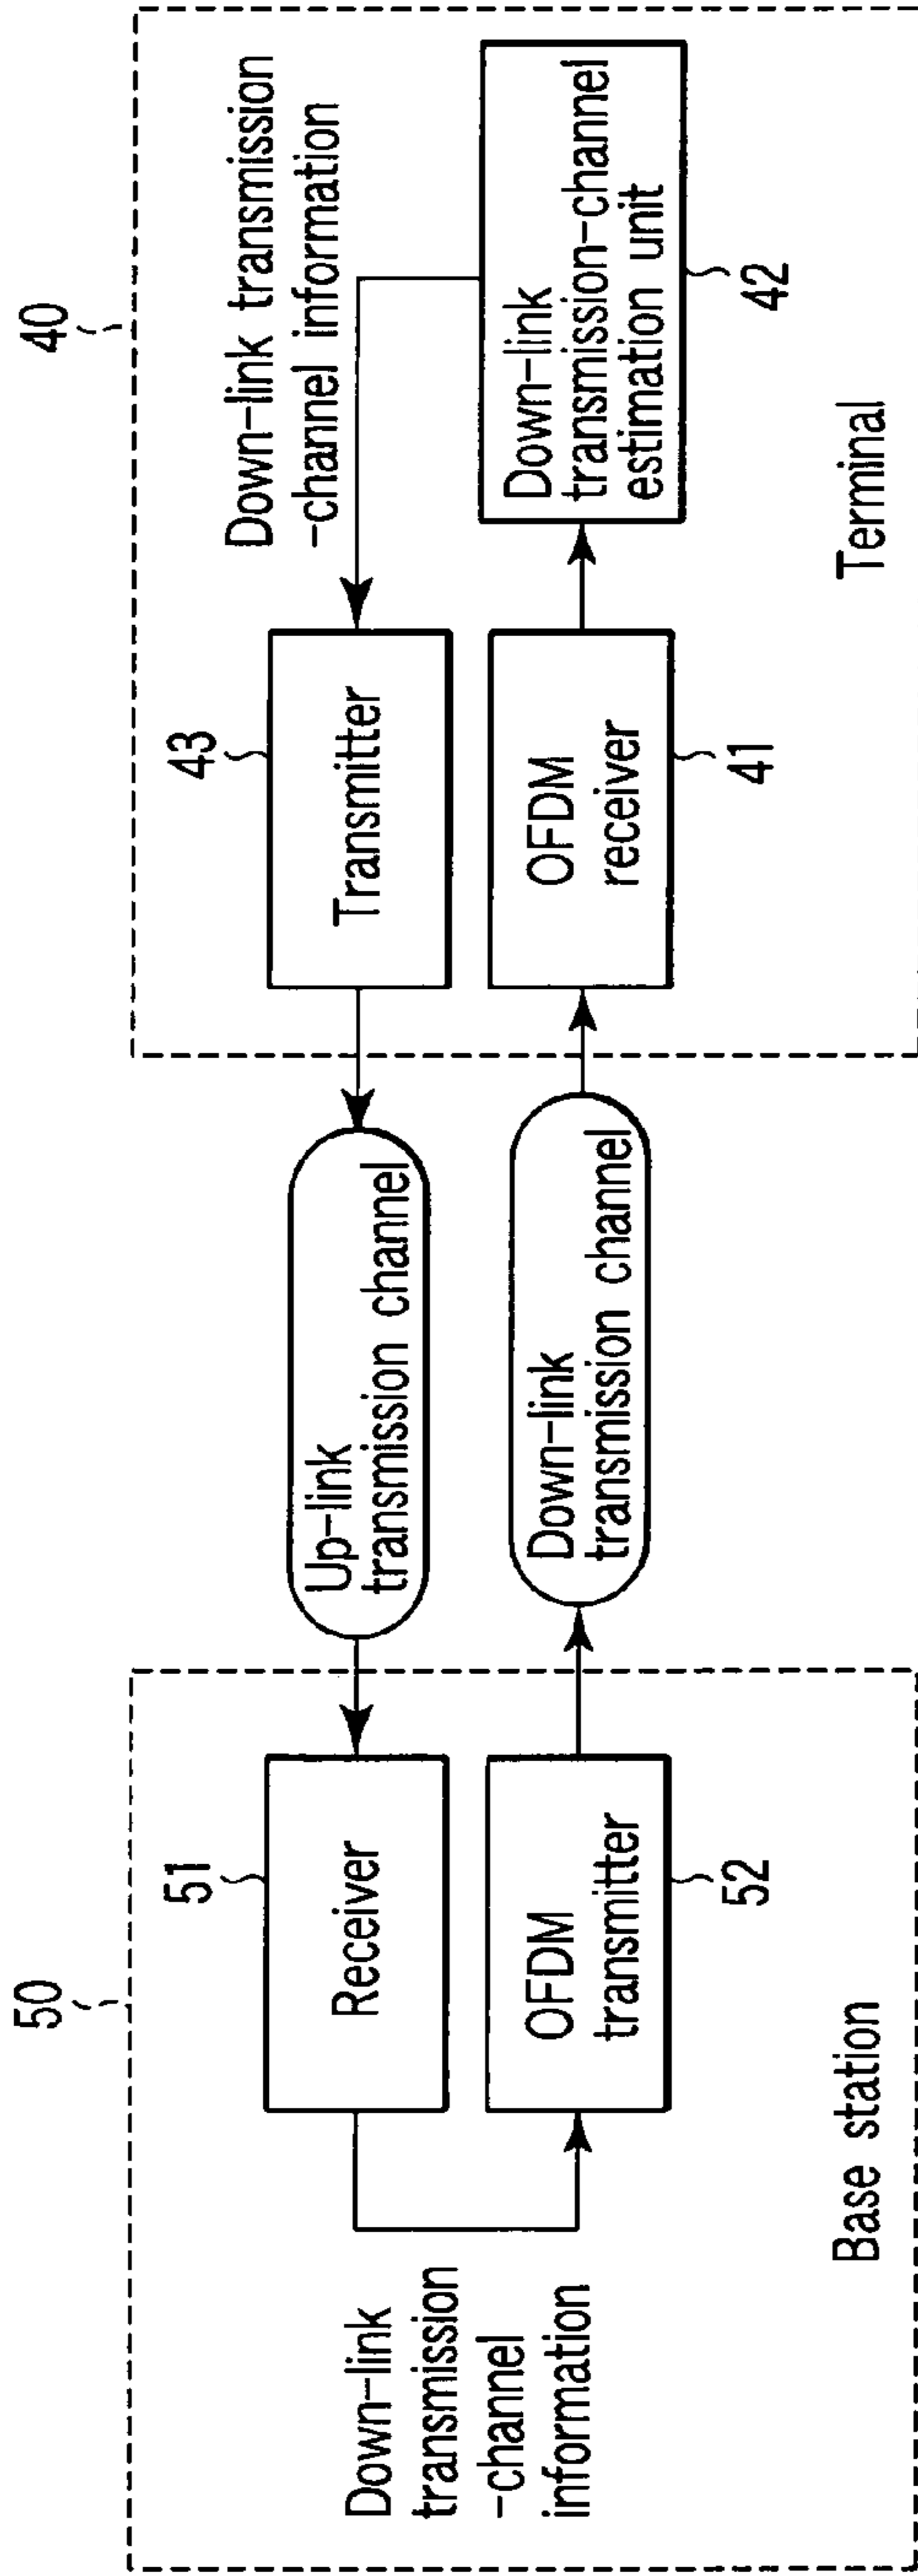 50
51
Receiver
OFDM
transmitter
52
Down-link
transmission
-channel
information
Base station
Up-link
transmission channel
Down-link
transmission channel
40
43
Transmitter
OFDM
receiver
41
Down-link transmission
-channel information
Down-link
transmission-channel
estimation unit
42
Terminal